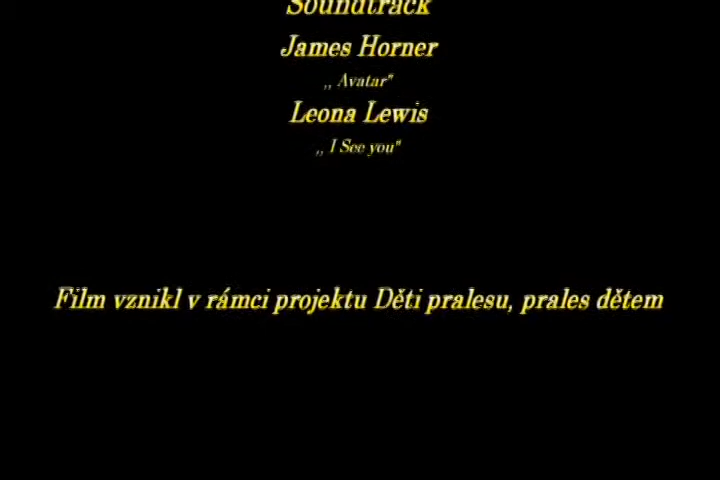 Soundtrack
James Horner
,, Avatar"
Leona Lewis
,, I See you"
Film vznikl v rámci projektu Děti pralesu, prales dětem